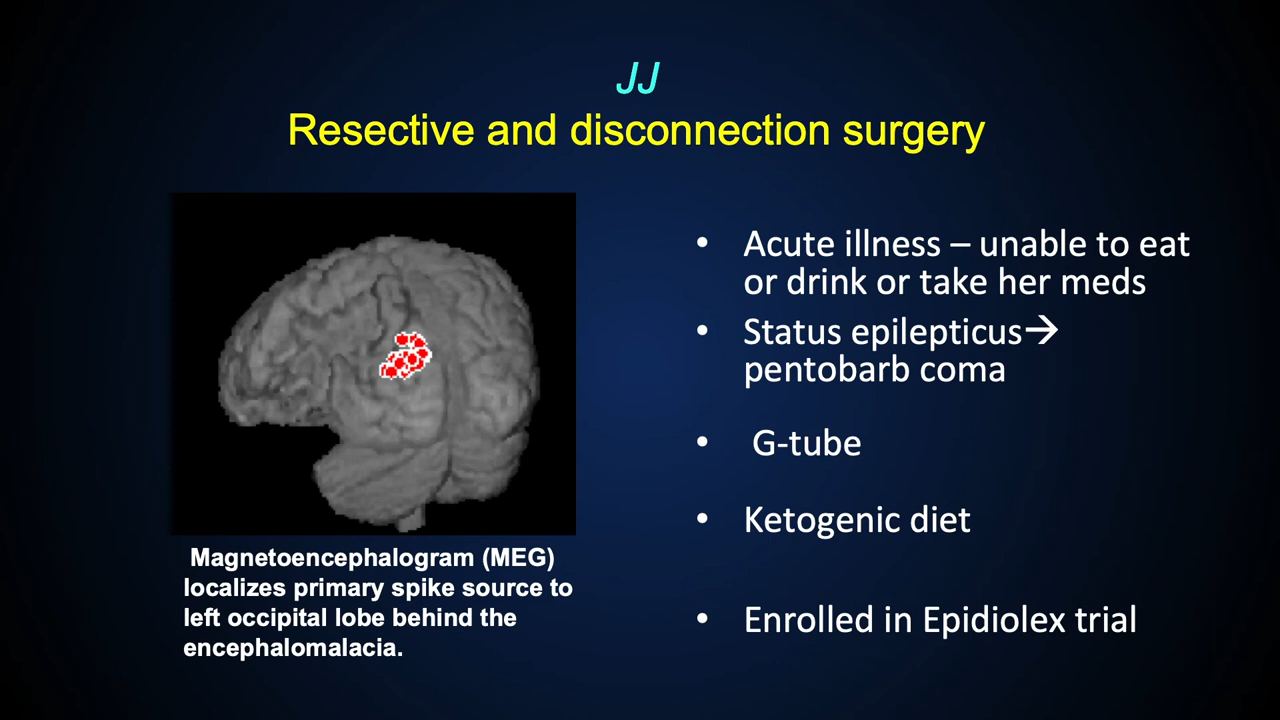 JJ
Resective and disconnection surgery
• Acute illness – unable to eat
or drink or take her meds
• Status epilepticus→
pentobarb coma
• G-tube
• Ketogenic diet
• Enrolled in Epidiolex trial
Magnetoencephalogram (MEG)
localizes primary spike source to
left occipital lobe behind the
encephalomalacia.